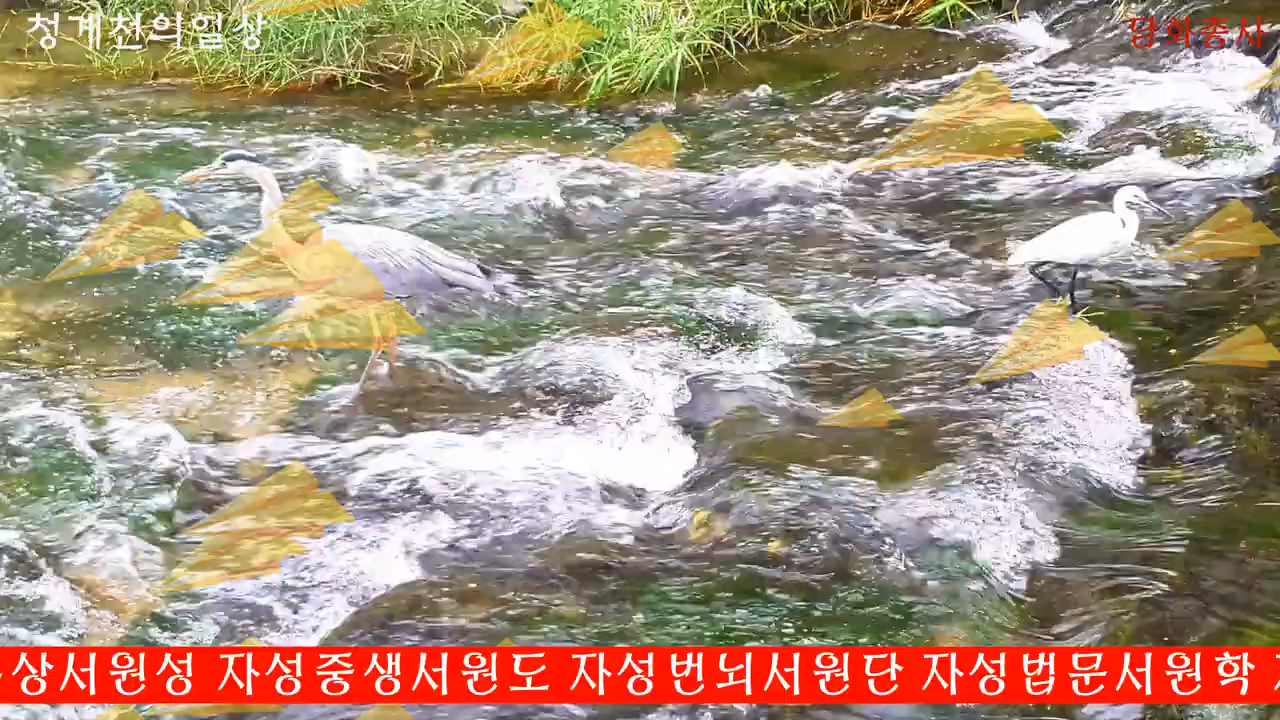 청계천의일상
담화총사
상서원성 자성중생서원도 자성번뇌서원단 자성법문서원학